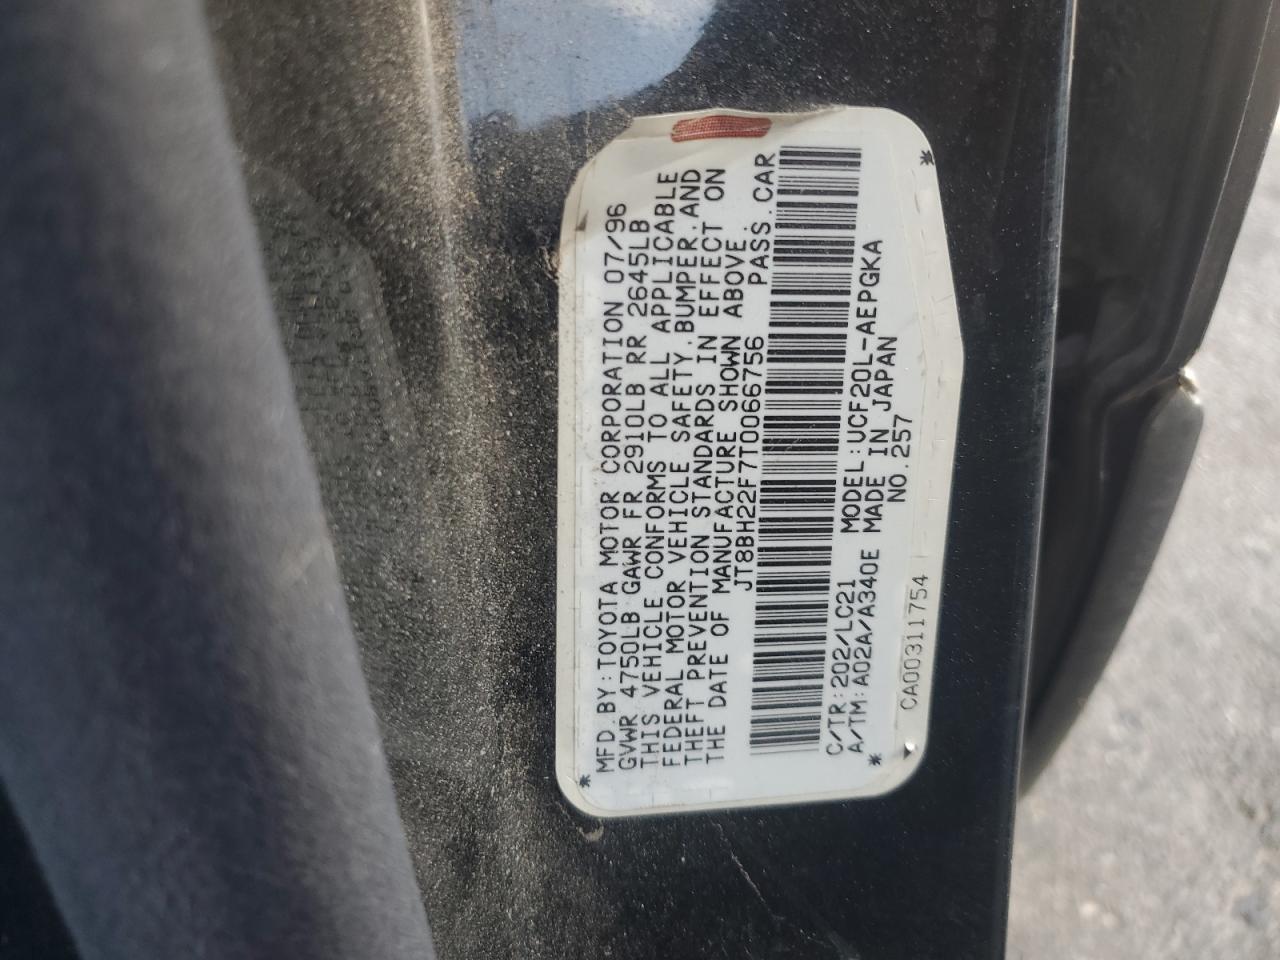 MFD.BY:TOYOTA MOTOR CORPORATION 07/96
GVWR 4750LB GAWR FR 2910LB RR 2645LB
THIS VEHICLE CONFORMS TO ALL APPLICABLE
FEDERAL MOTOR VEHICLE SAFETY,BUMPER,AND
THEFT PREVENTION STANDARDS IN EFFECT ON
THE DATE OF MANUFACTURE SHOWN ABOVE.
JT8BH22F7T0066756 PASS.CAR
C/TR:202/LC21 MODEL:UCF20L-AEPGKA
A/TM:A02A/A340E MADE IN JAPAN
NO.257
CA00311754